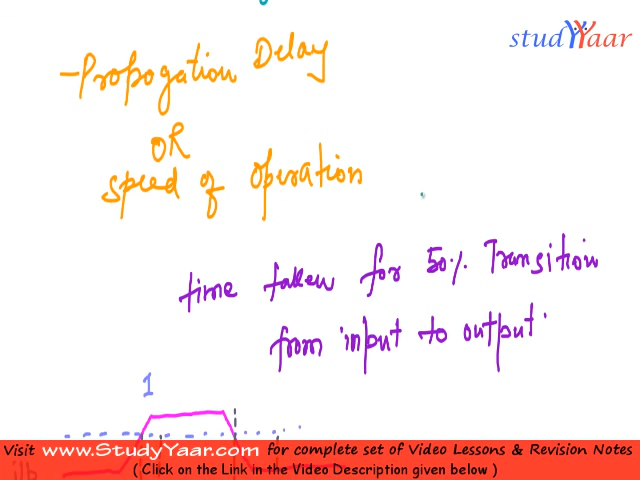 studYYaar
-Propogation Delay
OR
speed of operation
time taken for 50% Transition
from input to output
1
Visit www.StudyYaar.com for complete set of Video Lessons & Revision Notes
i/p
( Click on the Link in the Video Description given below )